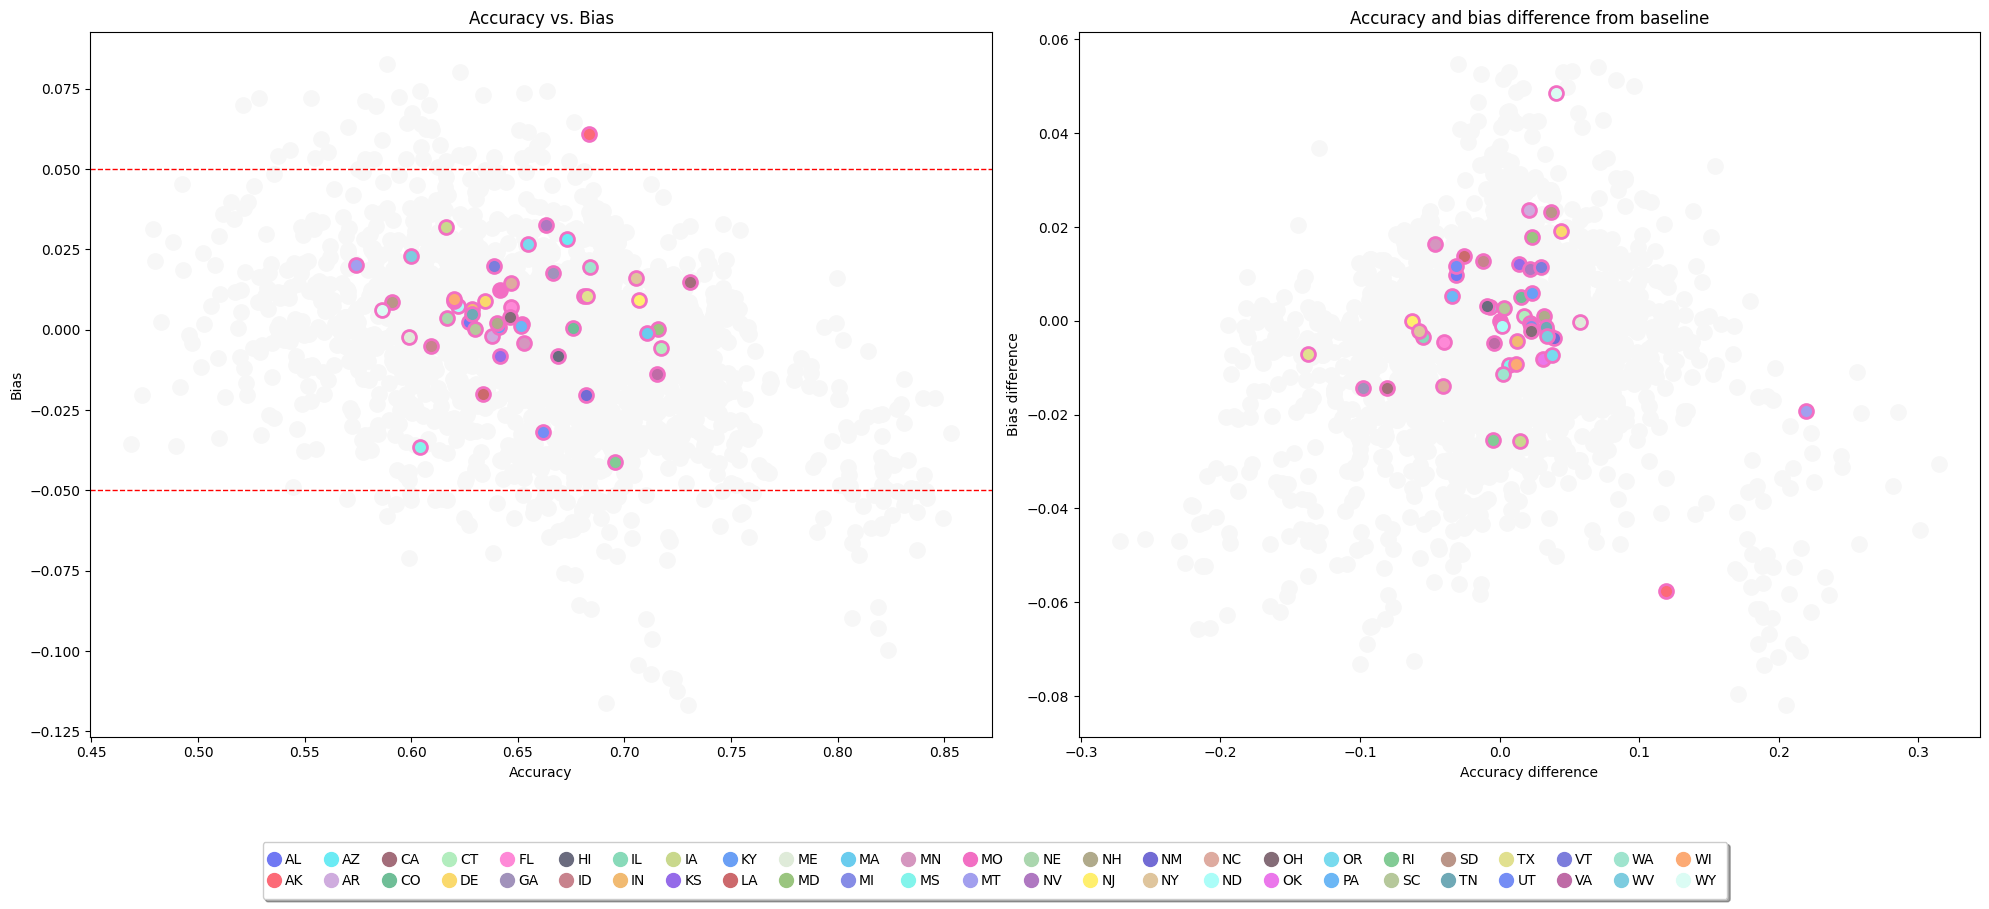 Accuracy vs. Bias
Accuracy and bias difference from baseline
0.075
0.050
0.025
0.000
−0.025
−0.050
−0.075
−0.100
−0.125
Bias
0.45 0.50 0.55 0.60 0.65 0.70 0.75 0.80 0.85
Accuracy
0.06
0.04
0.02
0.00
−0.02
−0.04
−0.06
−0.08
Bias difference
−0.3 −0.2 −0.1 0.0 0.1 0.2 0.3
Accuracy difference
AL AZ CA CT FL HI IL IA KY ME MA MN MO NE NH NM NC OH OR RI SD TX VT WA WI
AK AR CO DE GA ID IN KS LA MD MI MS MT NV NJ NY ND OK PA SC TN UT VA WV WY